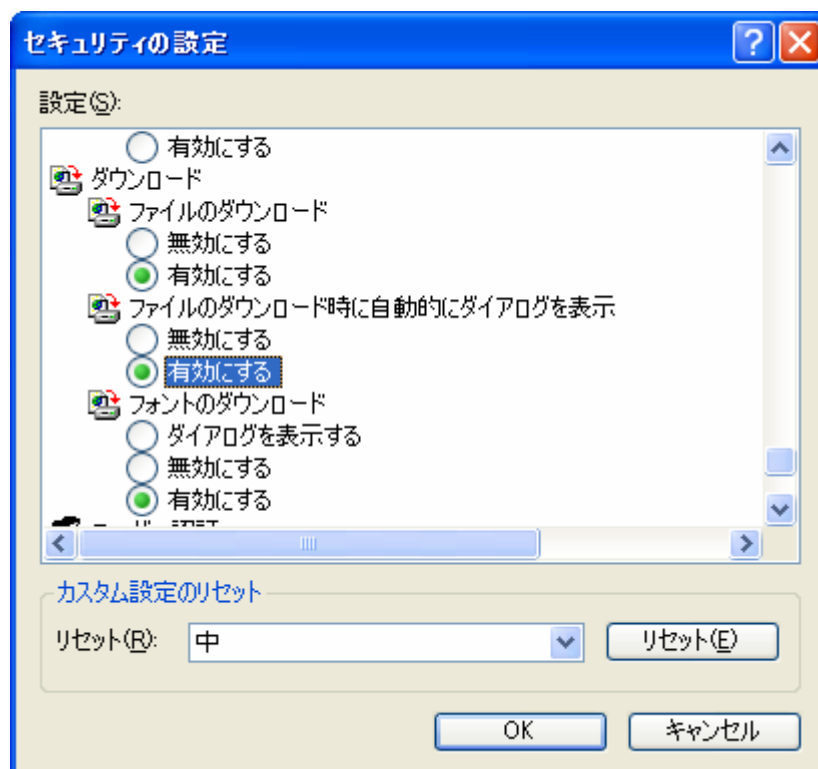 セキュリティの設定
設定(S):
有効にする
ダウンロード
ファイルのダウンロード
無効にする
有効にする
ファイルのダウンロード時に自動的にダイアログを表示
無効にする
有効にする
フォントのダウンロード
ダイアログを表示する
無効にする
有効にする
カスタム設定のリセット
リセット(R): 中 リセット(E)
OK キャンセル